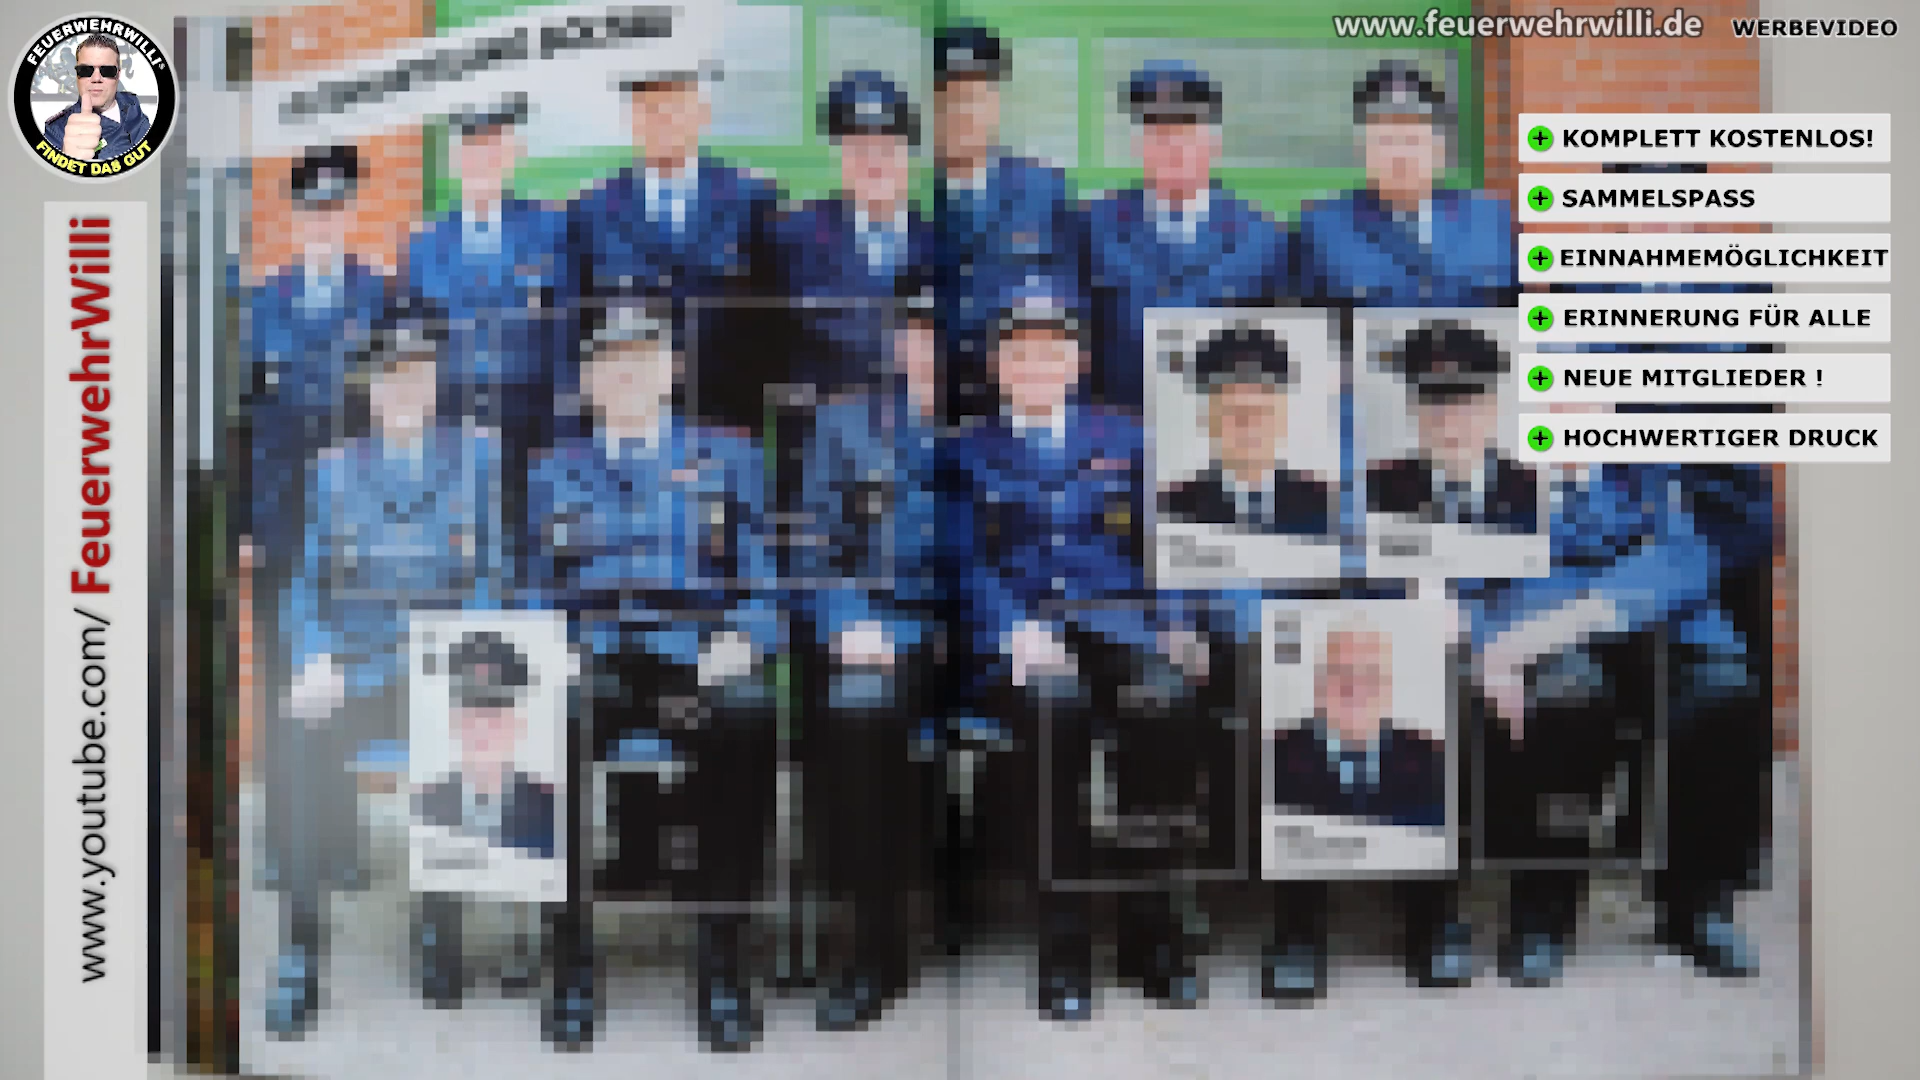 FEUERWEHRWILLIS
FINDET DAS GUT
www.feuerwehrwilli.de
WERBEVIDEO
KOMPLETT KOSTENLOS!
SAMMELSPASS
EINNAHMEMÖGLICHKEIT
ERINNERUNG FÜR ALLE
NEUE MITGLIEDER !
HOCHWERTIGER DRUCK
www.youtube.com/ FeuerwehrWilli